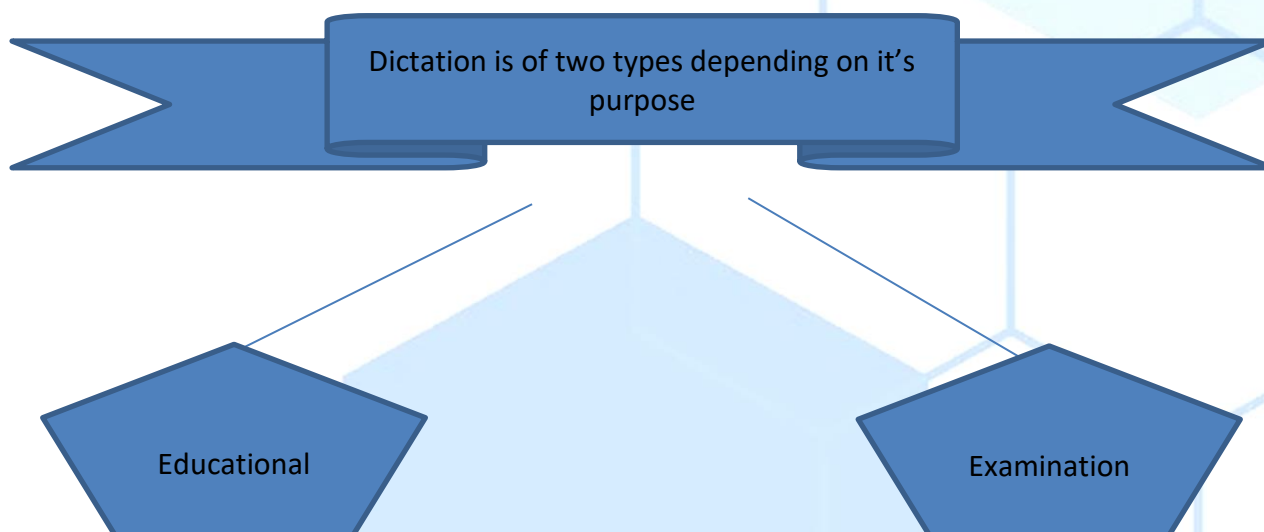 Dictation is of two types depending on it’s
purpose
Educational
Examination